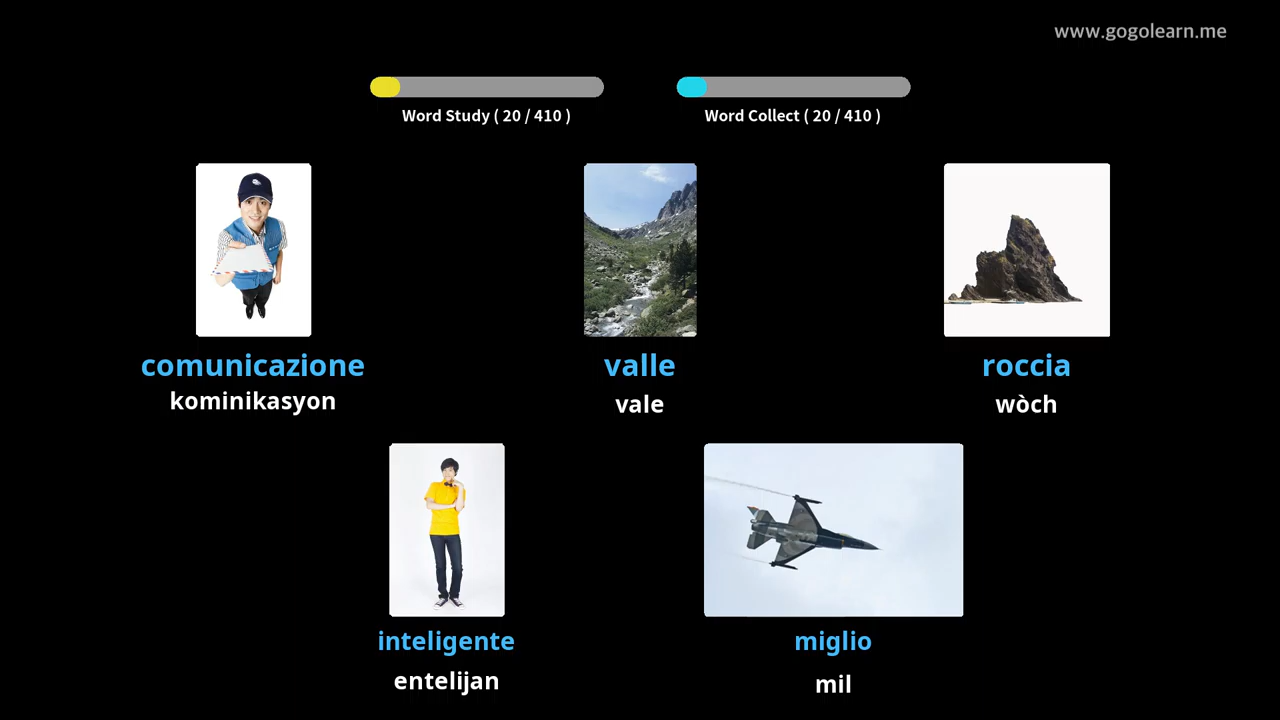 www.gogolearn.me
Word Study ( 20 / 410 )
Word Collect ( 20 / 410 )
comunicazione
kominikasyon
valle
vale
roccia
wòch
inteligente
entelijan
miglio
mil